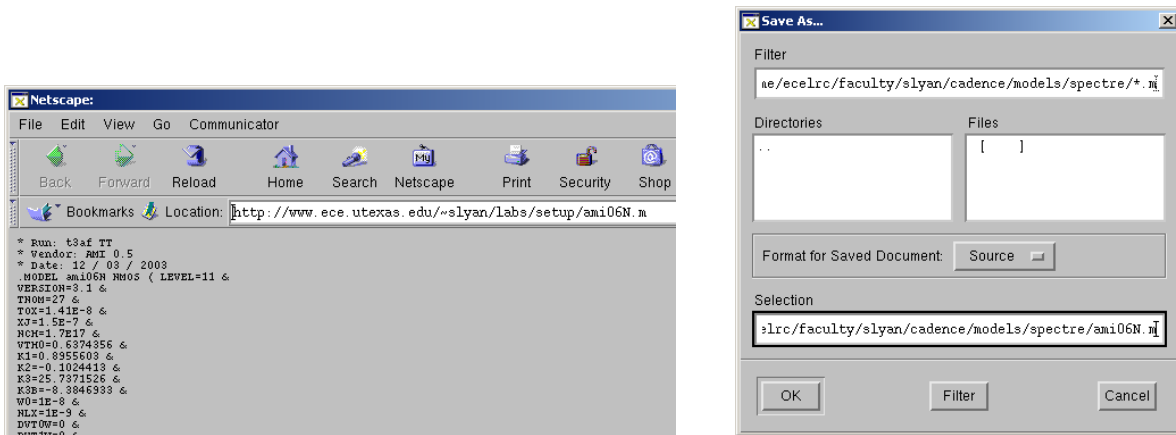 Netscape:
File Edit View Go Communicator
Back Forward Reload Home Search Netscape Print Security Shop
My
Bookmarks Location: http://www.ece.utexas.edu/~slyan/labs/setup/ami06N.m
* Run: t3af TT
* Vendor: AMI 0.5
* Date: 12 / 03 / 2003
.MODEL ami06N NMOS ( LEVEL=11 &
VERSION=3.1 &
TNOM=27 &
TOX=1.41E-8 &
XJ=1.5E-7 &
NCH=1.7E17 &
VTH0=0.6374356 &
K1=0.8955603 &
K2=-0.1024413 &
K3=25.7371526 &
K3B=-8.3846933 &
W0=1E-8 &
NLX=1E-9 &
DVT0W=0 &
Save As...
Filter
ne/ecelrc/faculty/slyan/cadence/models/spectre/*.m
Directories Files
.. [ ]
Format for Saved Document: Source
Selection
elrc/faculty/slyan/cadence/models/spectre/ami06N.m
OK Filter Cancel